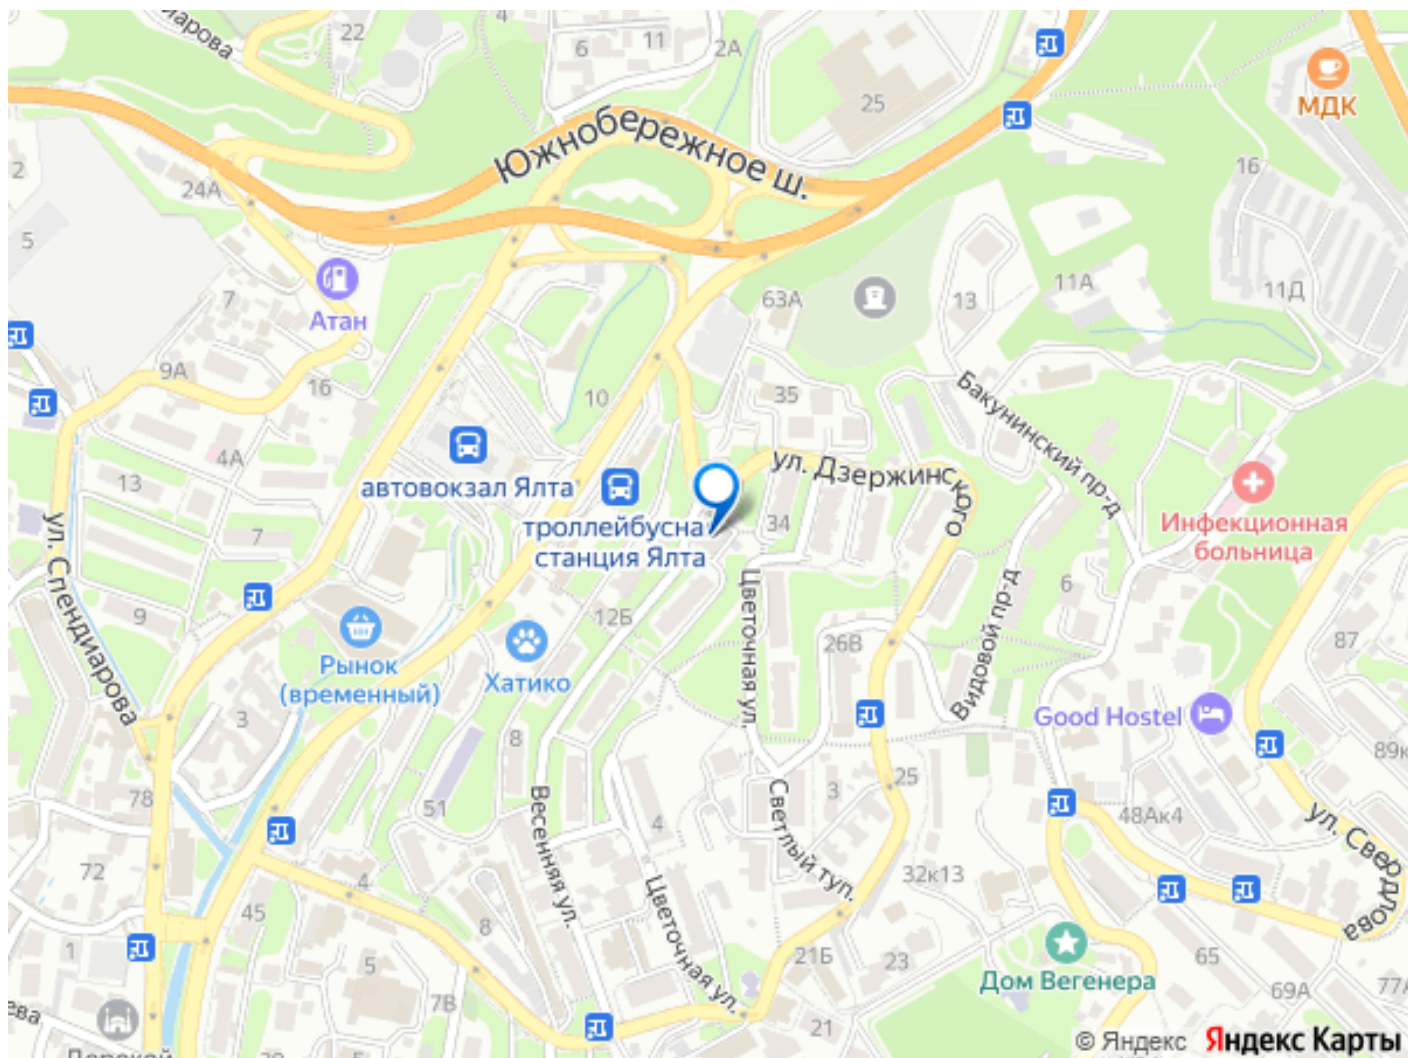 22
4
6
11
2А
25
МДК
Южнобережное ш.
2
24А
16
5
7
Атан
63А
13
11А
11Д
9А
16
10
35
Бакунинский пр-д
4А
автовокзал Ялта
ул. Дзержинского
13
троллейбусна
станция Ялта
34
Инфекционная
больница
ул. Спендиарова
7
Цветочная ул.
Видовой пр-д
6
9
12Б
26В
87
Рынок
(временный)
Хатико
Good Hostel
3
8
89к
78
51
Весенняя ул.
4
Светлый туп.
3
25
48Ак4
ул. Свердлова
72
4
32к13
45
8
Цветочная ул.
1
5
21Б
23
Дом Вегенера
65
69А
77А
7В
21
© Яндекс Яндекс Карты